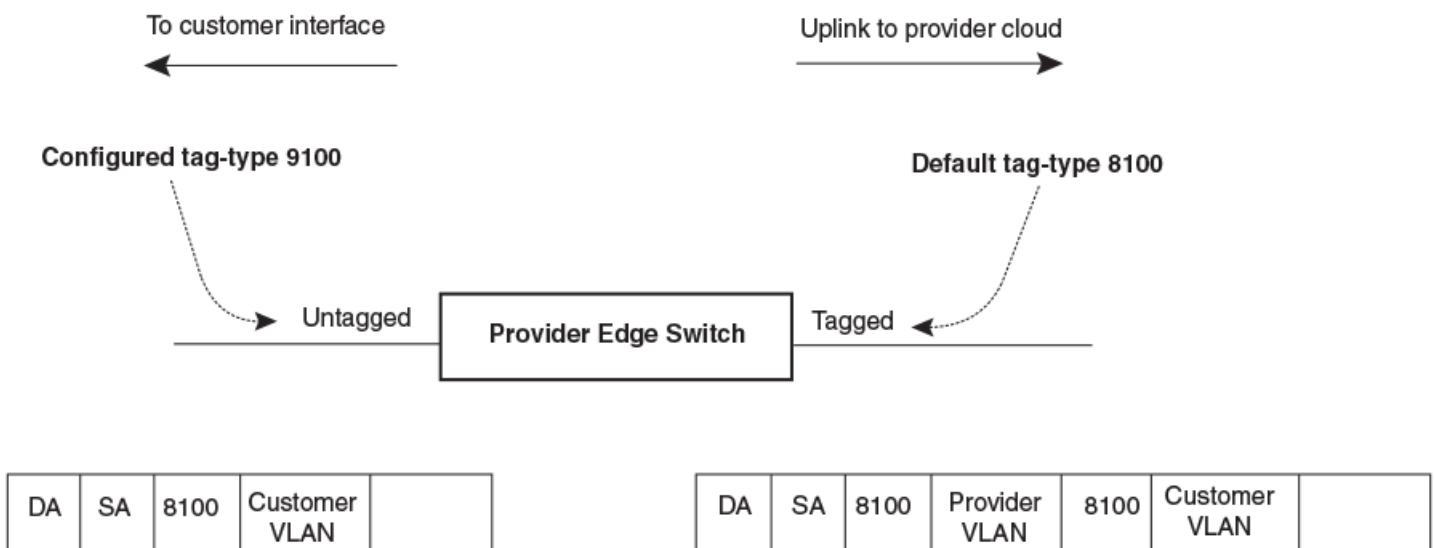 To customer interface
Uplink to provider cloud
Configured tag-type 9100
Default tag-type 8100
Untagged
Provider Edge Switch
Tagged
DA SA 8100 Customer VLAN
DA SA 8100 Provider VLAN 8100 Customer VLAN